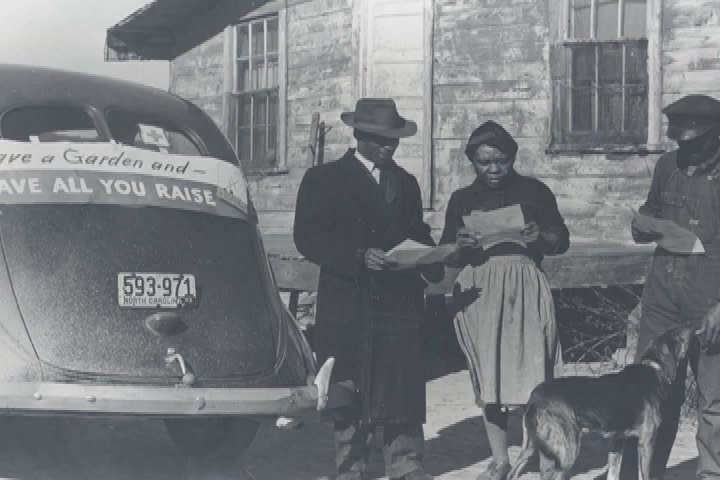 ave a Garden and -
AVE ALL YOU RAISE
593-971
NORTH CAROLINA